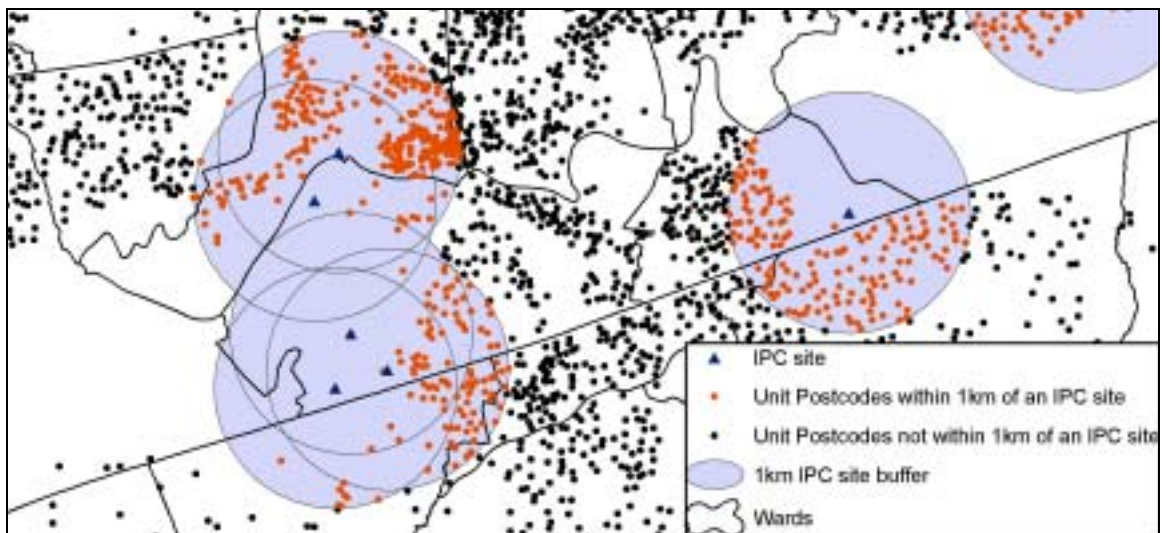 IPC site
Unit Postcodes within 1km of an IPC site
Unit Postcodes not within 1km of an IPC site
1km IPC site buffer
Wards